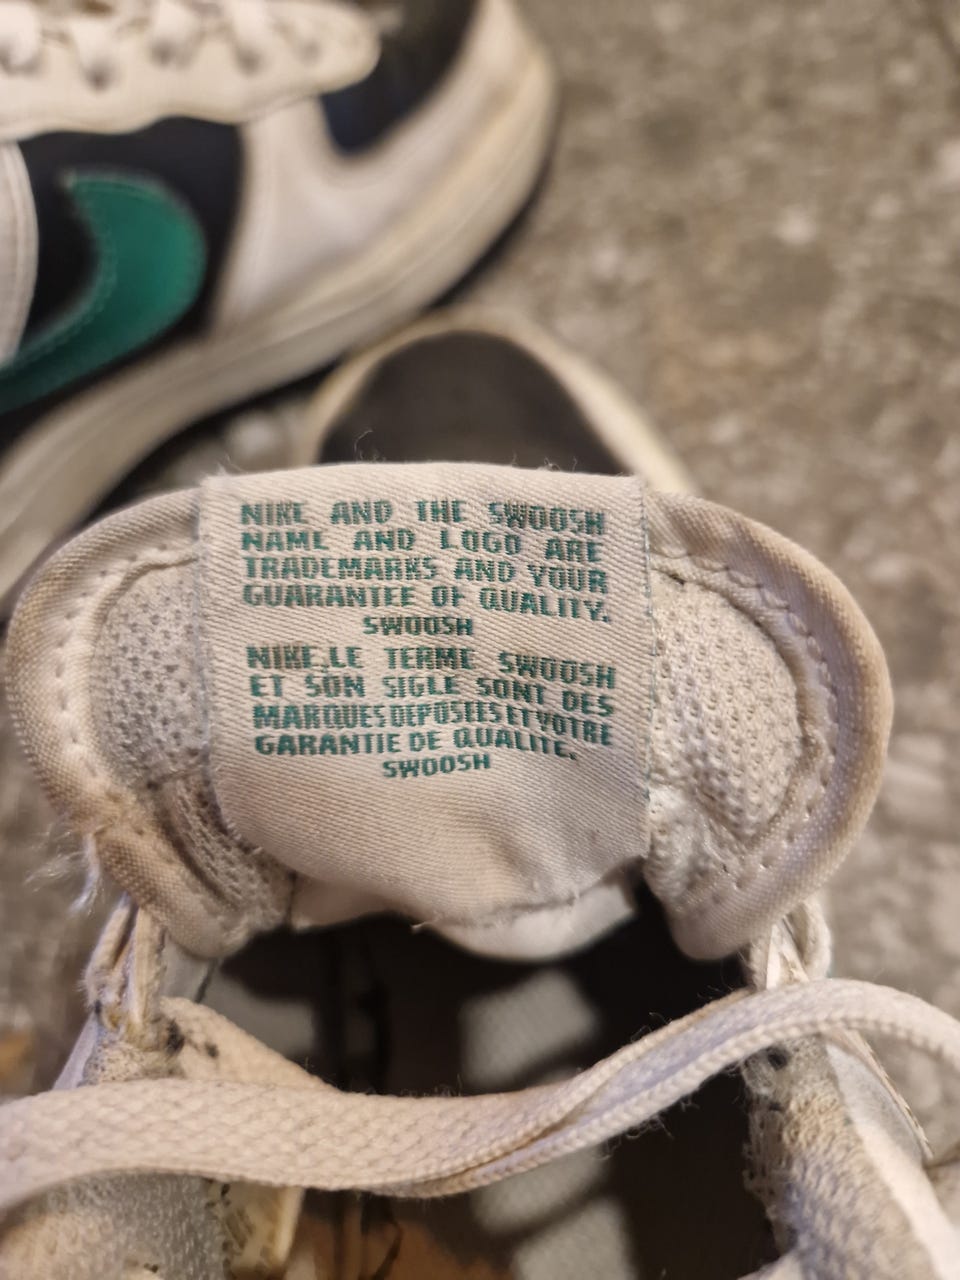 NIKE AND THE SWOOSH
NAME AND LOGO ARE
TRADEMARKS AND YOUR
GUARANTEE OF QUALITY.
SWOOSH
NIKE,LE TERME SWOOSH
ET SON SIGLE SONT DES
MARQUES DEPOSEES ET VOTRE
GARANTIE DE QUALITE.
SWOOSH